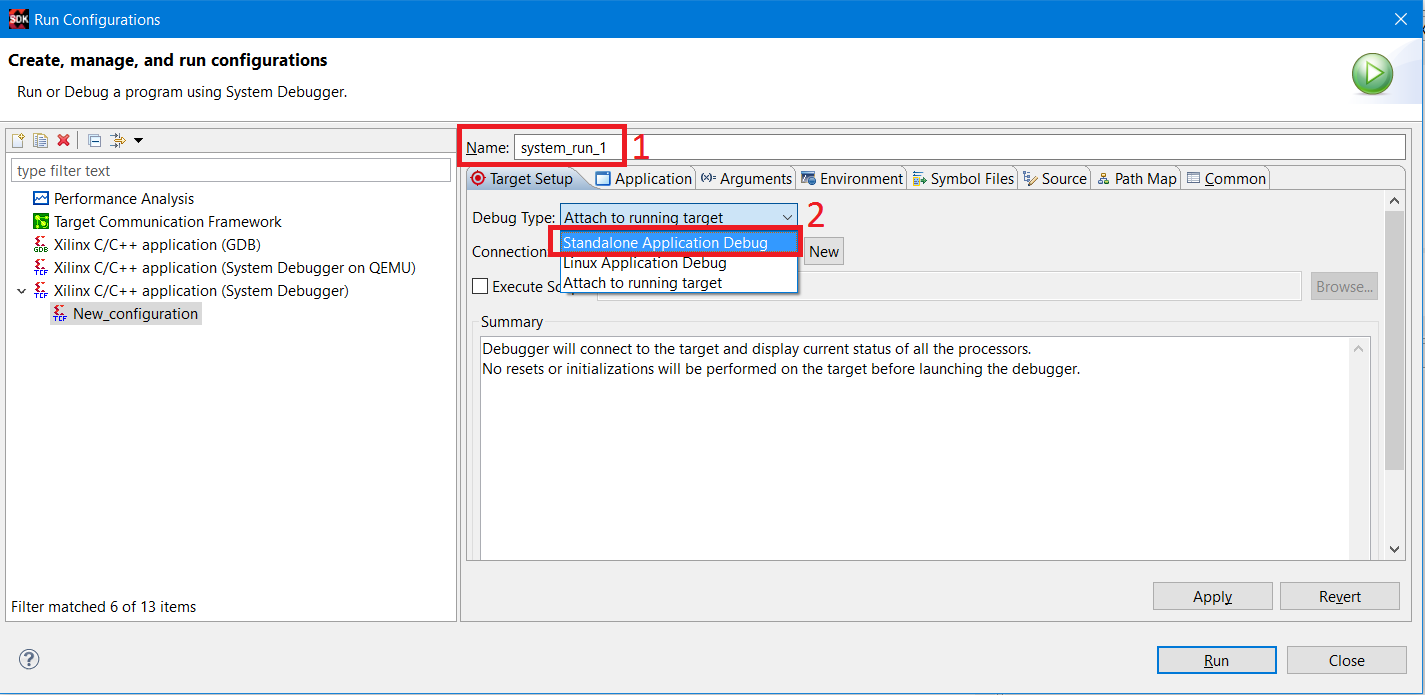 SDK Run Configurations
Create, manage, and run configurations
Run or Debug a program using System Debugger.
type filter text
Performance Analysis
Target Communication Framework
GDB Xilinx C/C++ application (GDB)
TCF Xilinx C/C++ application (System Debugger on QEMU)
TCF Xilinx C/C++ application (System Debugger)
TCF New_configuration
Filter matched 6 of 13 items
Name: system_run_1 1
Target Setup Application (x)= Arguments Environment Symbol Files Source Path Map Common
Debug Type: Attach to running target 2
Standalone Application Debug
Connection New
Linux Application Debug
Attach to running target
Execute Sc Browse...
Summary
Debugger will connect to the target and display current status of all the processors.
No resets or initializations will be performed on the target before launching the debugger.
Apply Revert
? Run Close